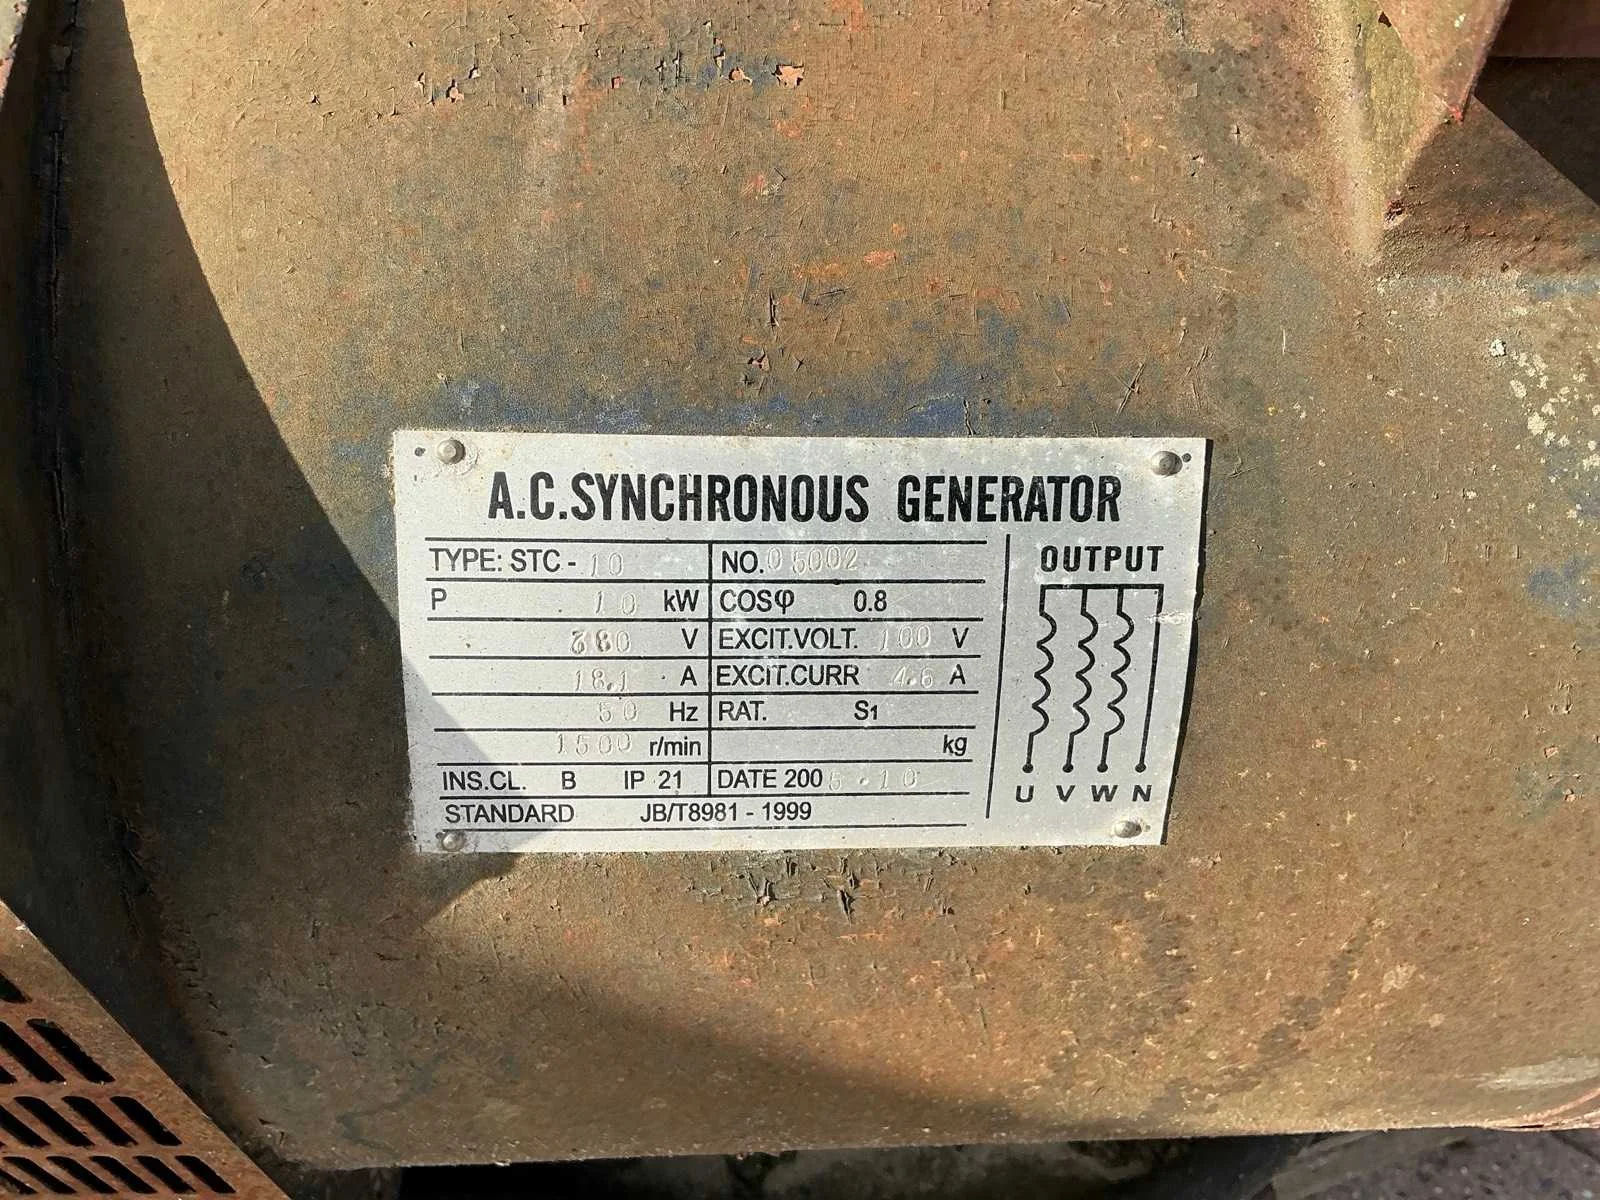 A.C.SYNCHRONOUS GENERATOR
TYPE: STC - 10 NO. 05002
P 10 kW COSφ 0.8
380 V EXCIT.VOLT. 100 V
18.1 A EXCIT.CURR 4.6 A
50 Hz RAT. S1
1500 r/min kg
INS.CL. B IP 21 DATE 2005.10
STANDARD JB/T8981 - 1999
OUTPUT
U V W N